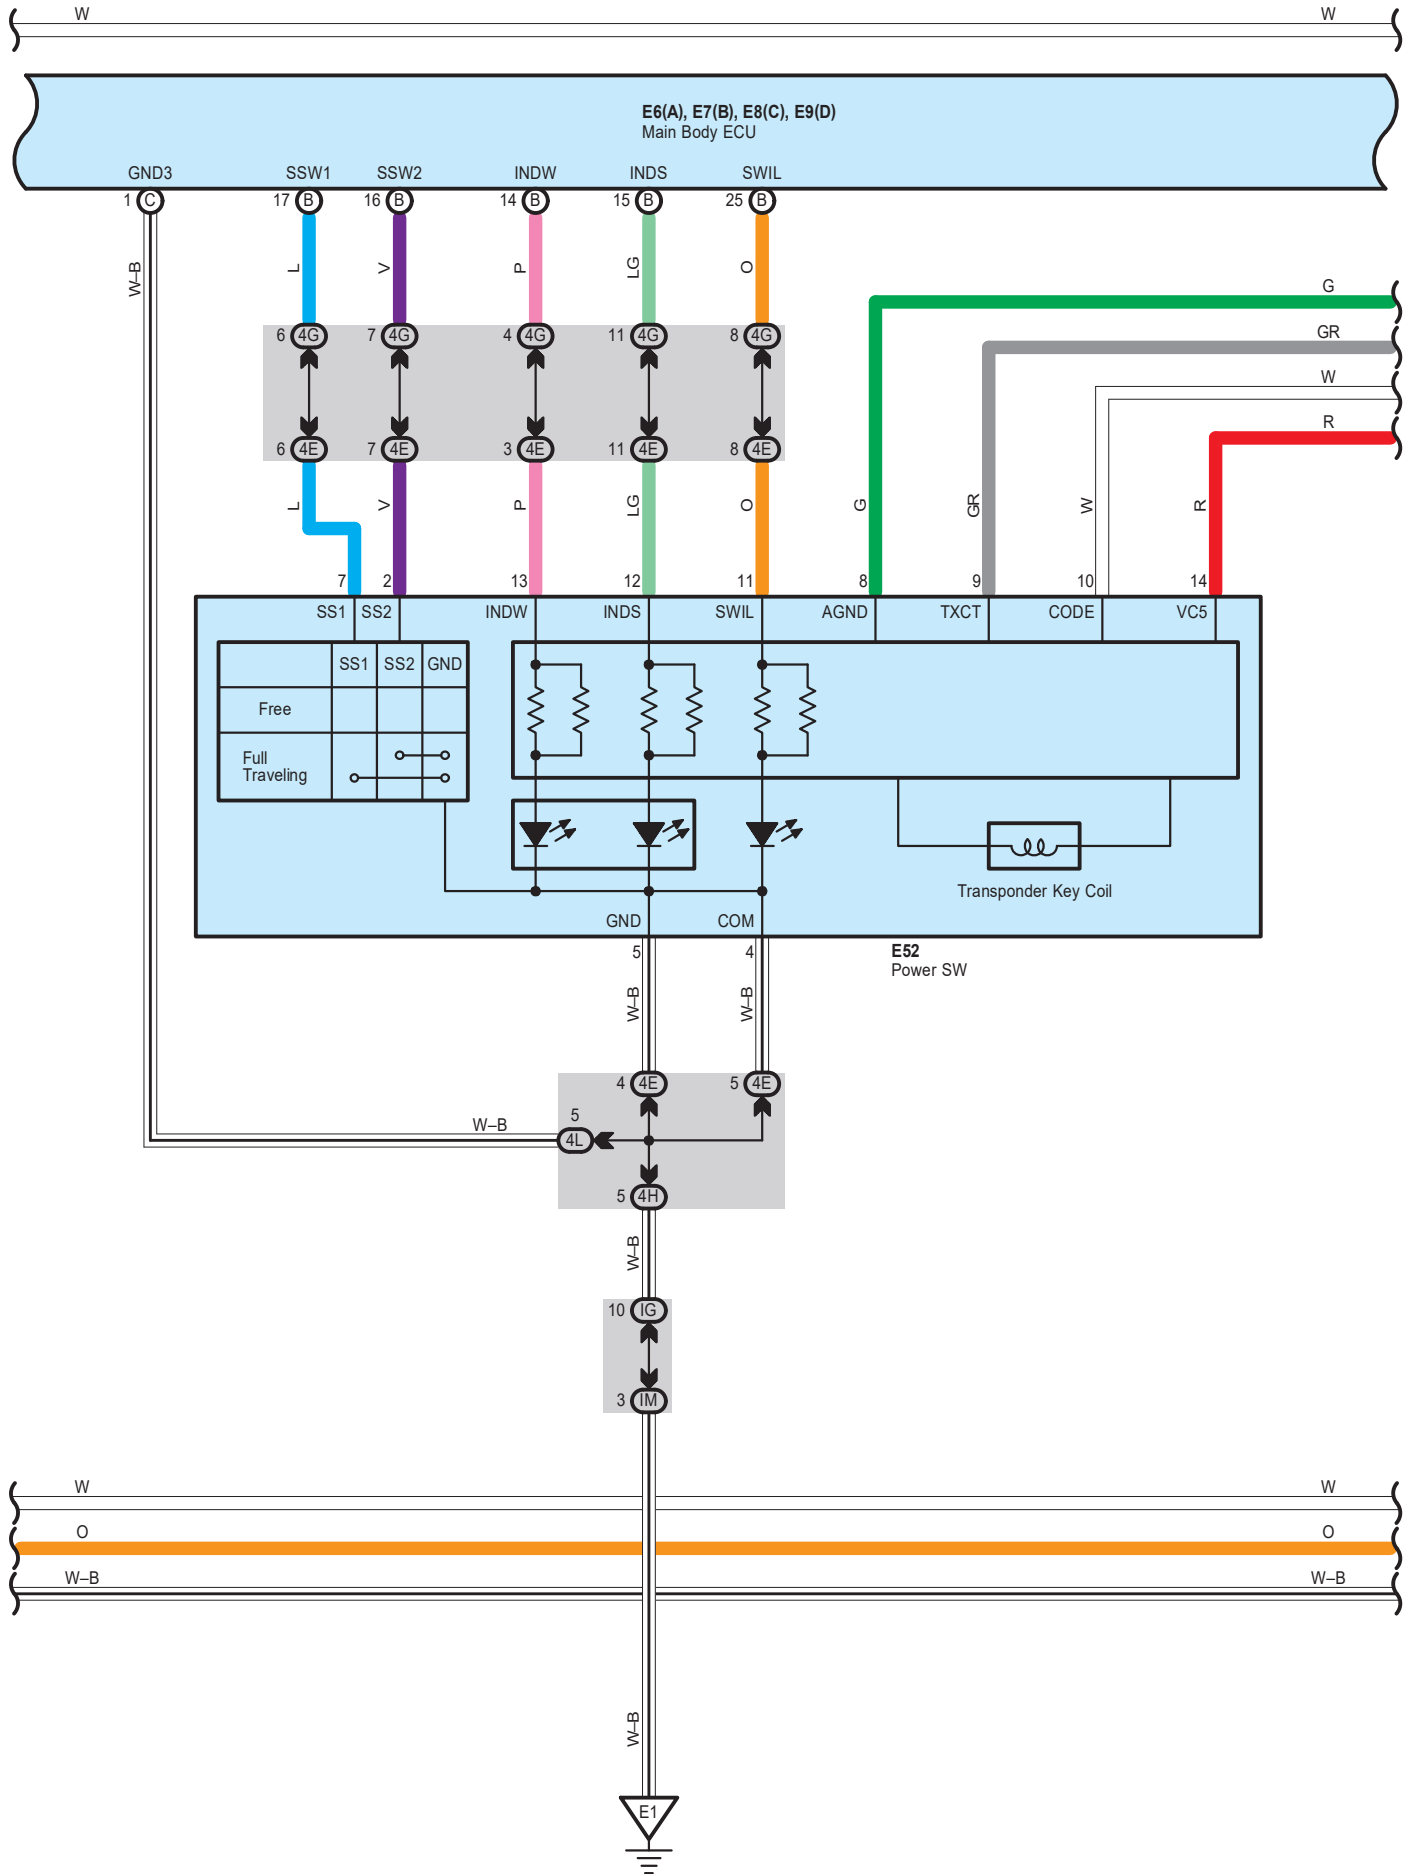 W W
E6(A), E7(B), E8(C), E9(D)
Main Body ECU
GND3 SSW1 SSW2 INDW INDS SWIL
1 C 17 B 16 B 14 B 15 B 25 B
W–B L V P LG O
G
GR
W
R
6 4G 7 4G 4 4G 11 4G 8 4G
6 4E 7 4E 3 4E 11 4E 8 4E
L V P LG O G GR W R
7 2 13 12 11 8 9 10 14
SS1 SS2 INDW INDS SWIL AGND TXCT CODE VC5
SS1 SS2 GND
Free
Full
Traveling
Transponder Key Coil
GND COM
5 4
E52
Power SW
W–B W–B
4 4E 5 4E
W–B 5
4L
5 4H
W–B
10 IG
3 IM
W W
O O
W–B W–B
W–B
E1